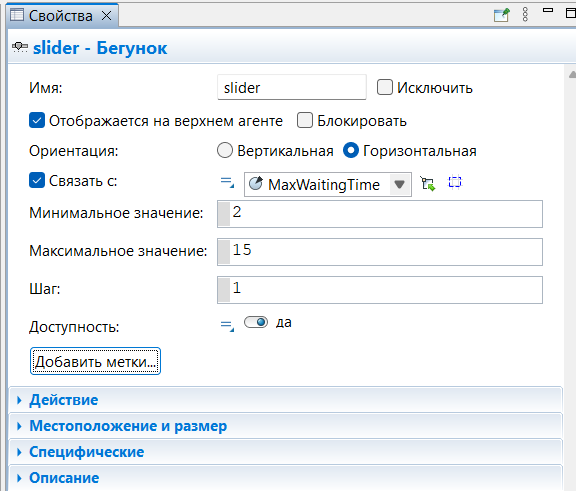 Свойства
slider - Бегунок
Имя: slider Исключить
Отображается на верхнем агенте Блокировать
Ориентация: Вертикальная Горизонтальная
Связать с: MaxWaitingTime
Минимальное значение: 2
Максимальное значение: 15
Шаг: 1
Доступность: да
Добавить метки...
Действие
Местоположение и размер
Специфические
Описание